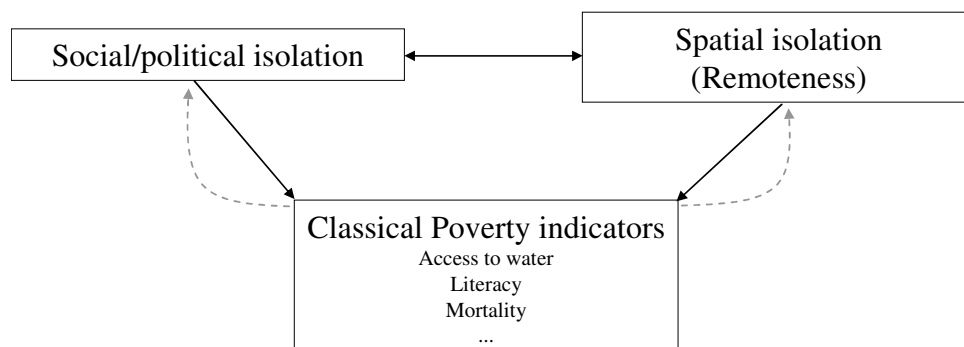 Social/political isolation
Spatial isolation
(Remoteness)
Classical Poverty indicators
Access to water
Literacy
Mortality
...